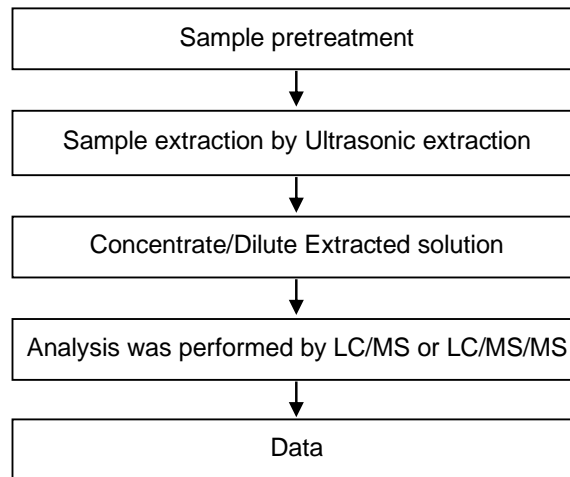 Sample pretreatment
Sample extraction by Ultrasonic extraction
Concentrate/Dilute Extracted solution
Analysis was performed by LC/MS or LC/MS/MS
Data